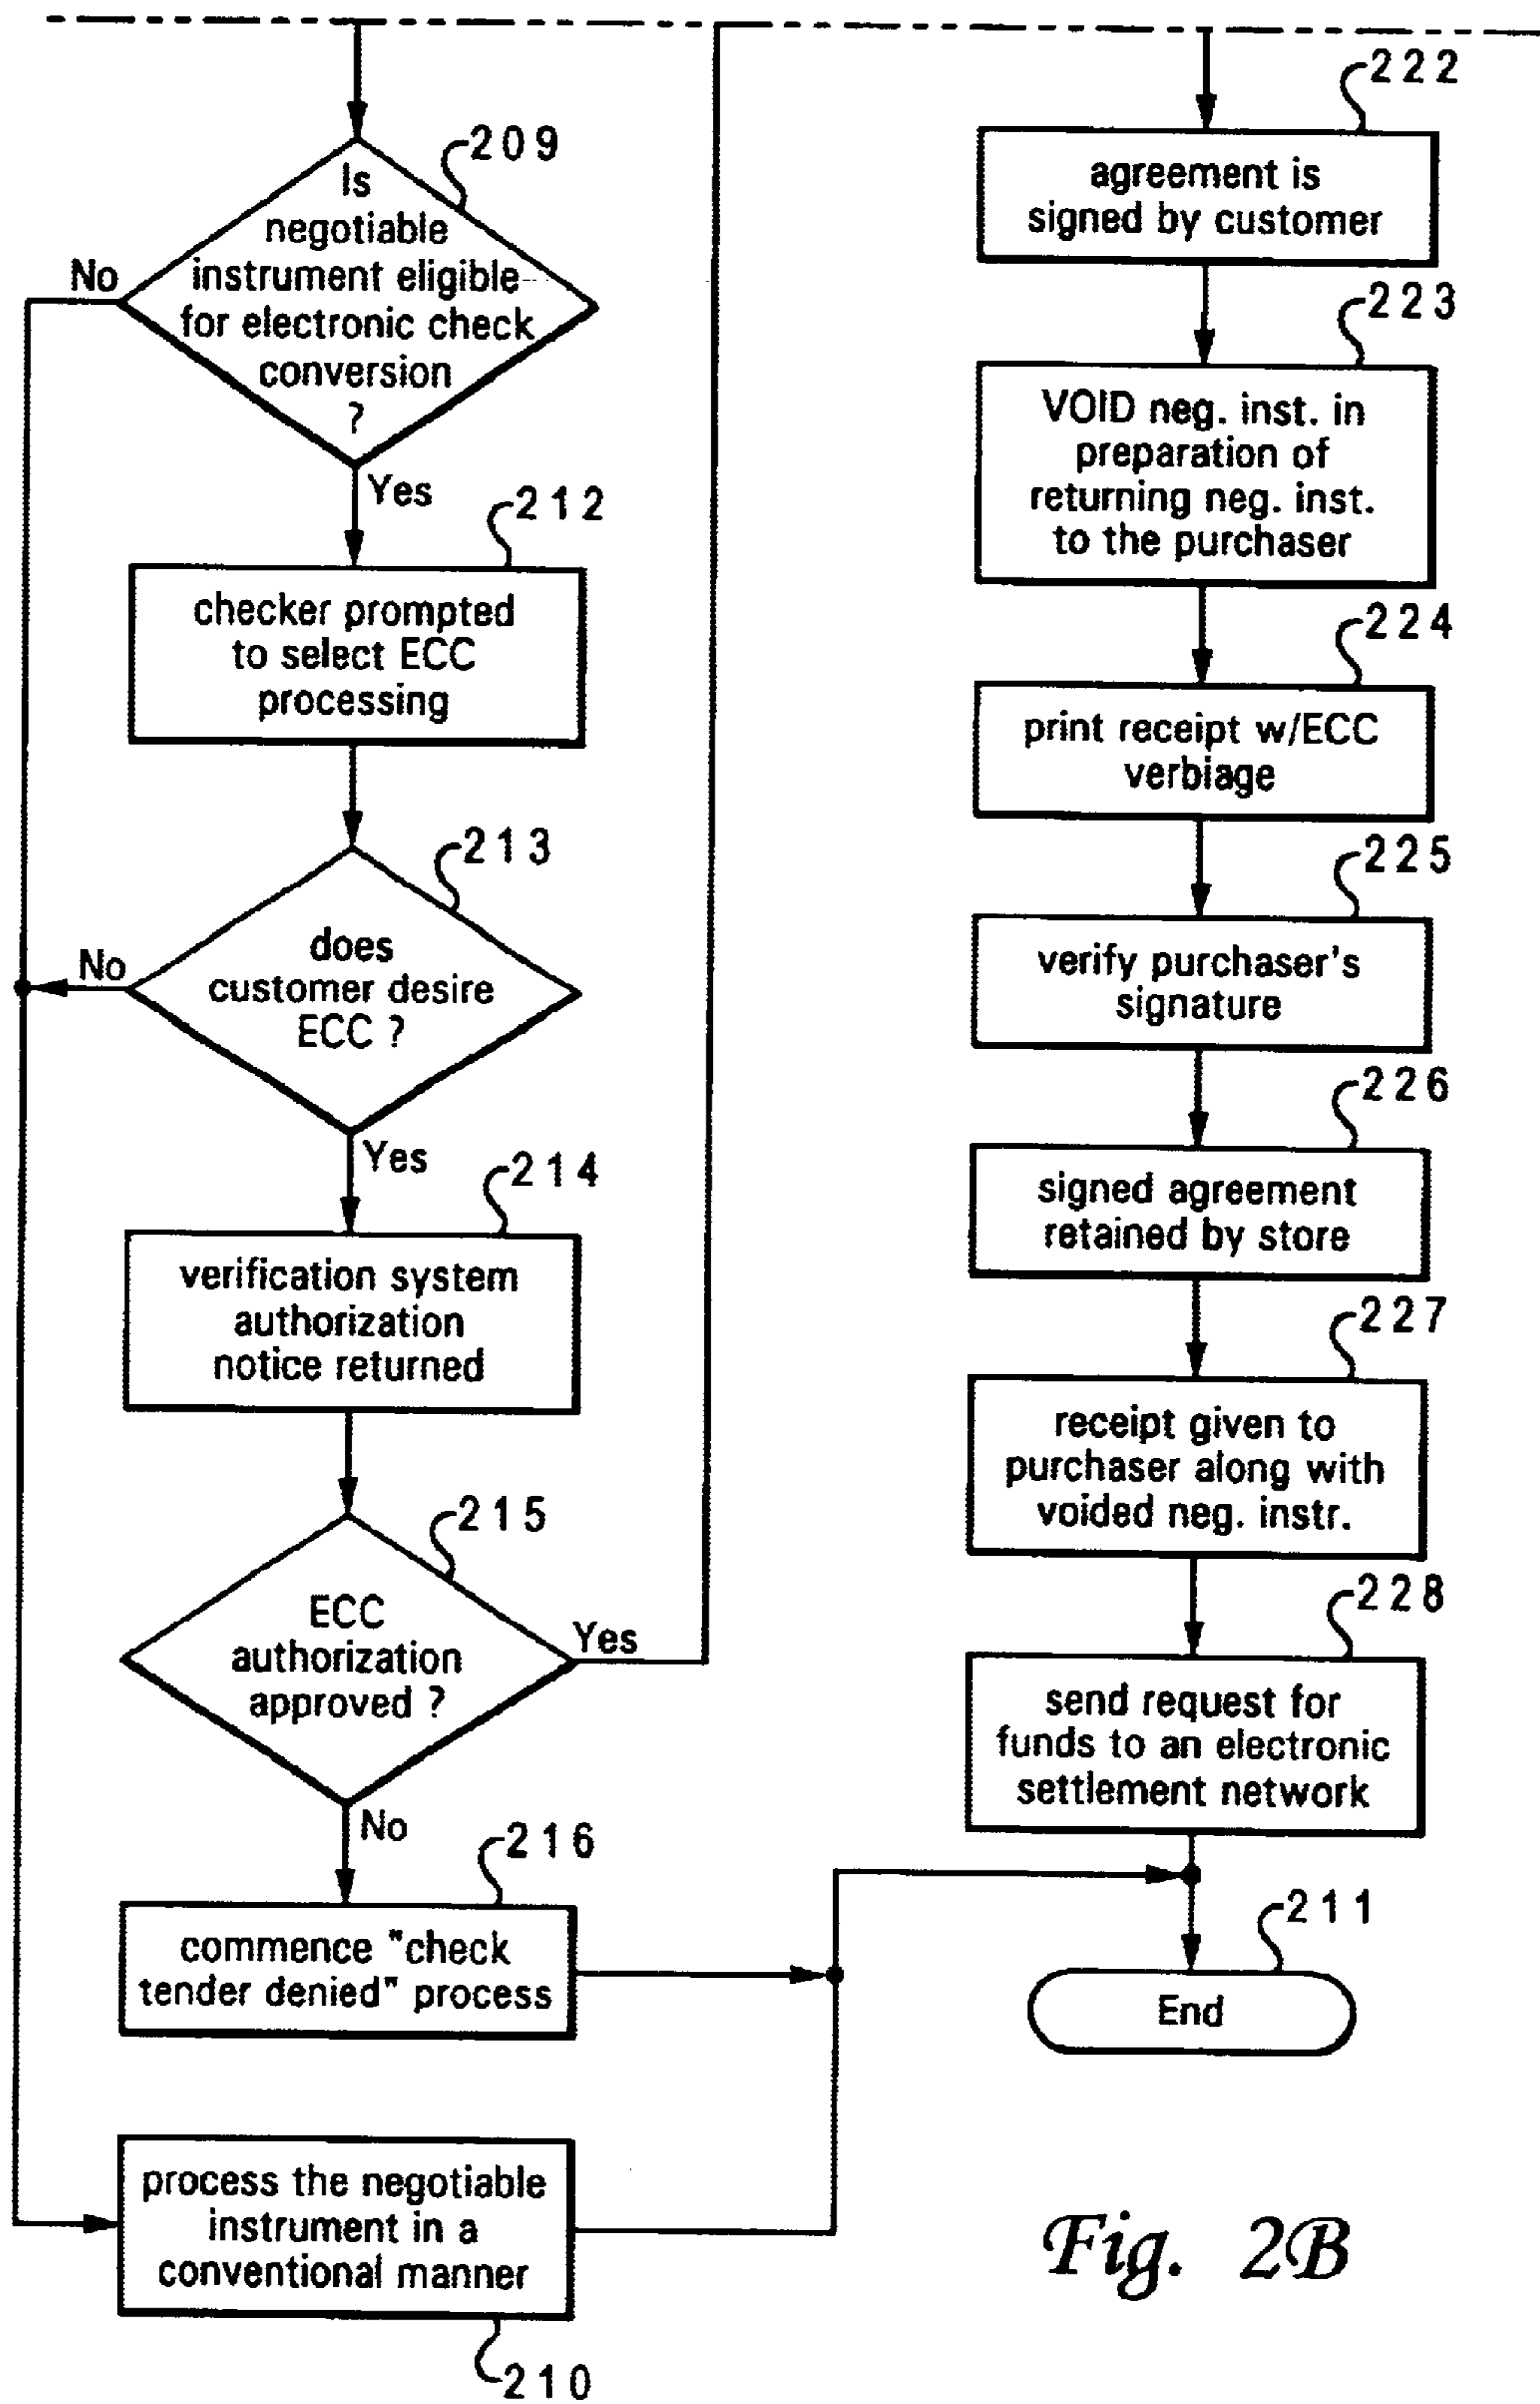 209
Is
negotiable
instrument eligible
for electronic check
conversion
?
No
Yes
212
checker prompted
to select ECC
processing
213
does
customer desire
ECC ?
No
Yes
214
verification system
authorization
notice returned
215
ECC
authorization
approved ?
Yes
No
216
commence "check
tender denied" process
process the negotiable
instrument in a
conventional manner
210
222
agreement is
signed by customer
223
VOID neg. inst. in
preparation of
returning neg. inst.
to the purchaser
224
print receipt w/ECC
verbiage
225
verify purchaser's
signature
226
signed agreement
retained by store
227
receipt given to
purchaser along with
voided neg. instr.
228
send request for
funds to an electronic
settlement network
211
End
Fig. 2B